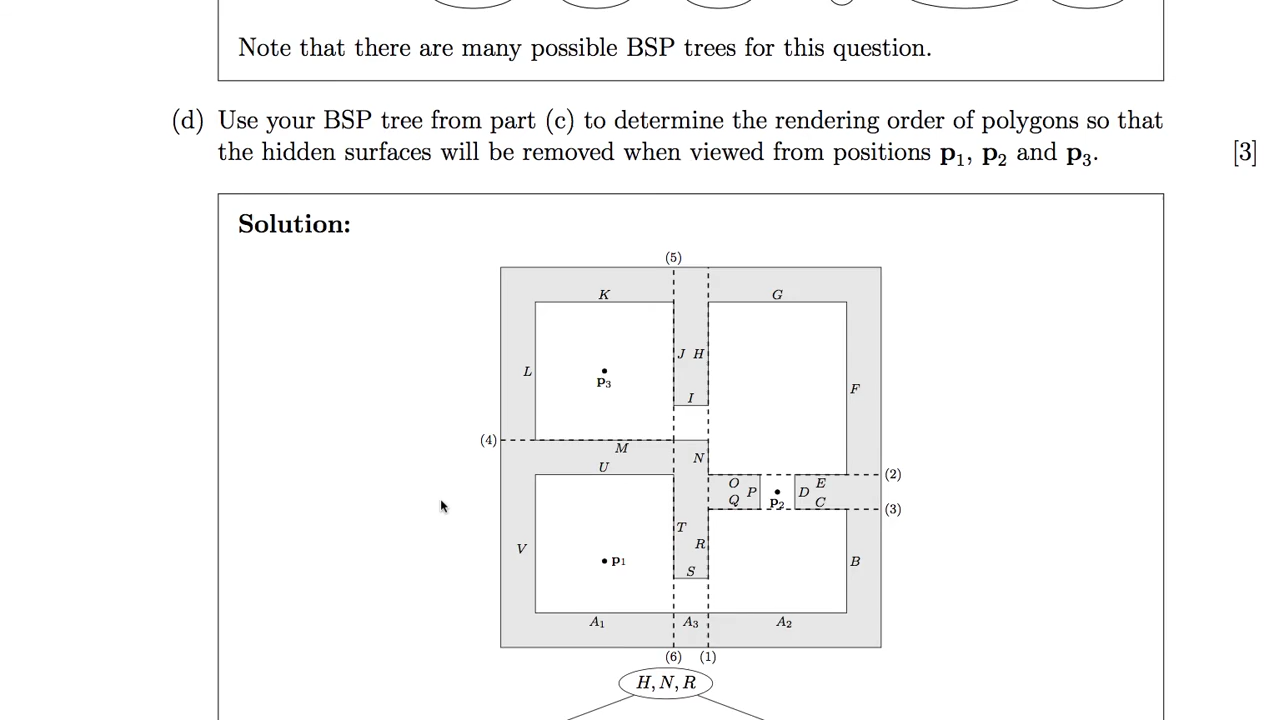 Note that there are many possible BSP trees for this question.
(d) Use your BSP tree from part (c) to determine the rendering order of polygons so that
the hidden surfaces will be removed when viewed from positions p₁, p₂ and p₃. [3]
Solution:
(5)
K G
J H
L p₃
F
I
(4) M
N
U
(2)
O P D E
Q p₂ C
(3)
T
R
V p₁ B
S
A₁ A₃ A₂
(6) (1)
H, N, R